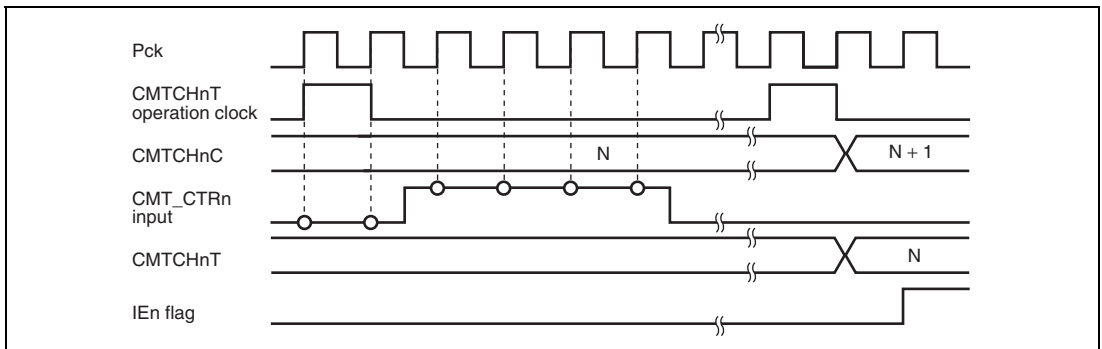 Pck
CMTCHnT
operation clock
CMTCHnC
N
N + 1
CMT_CTRn
input
CMTCHnT
N
IEn flag